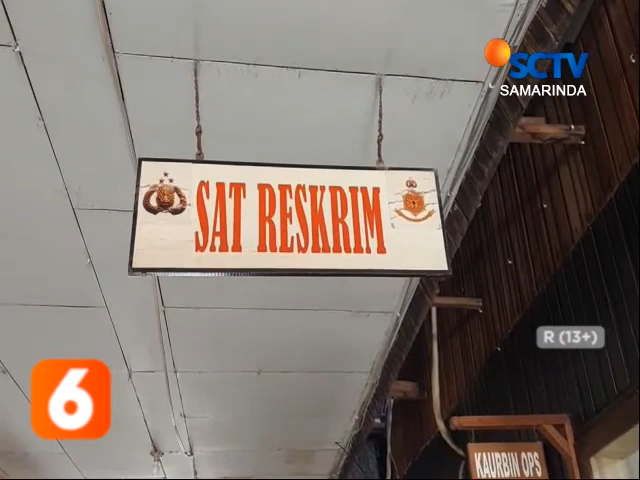 SCTV
SAMARINDA
SAT RESKRIM
R (13+)
6
KAURBIN OPS